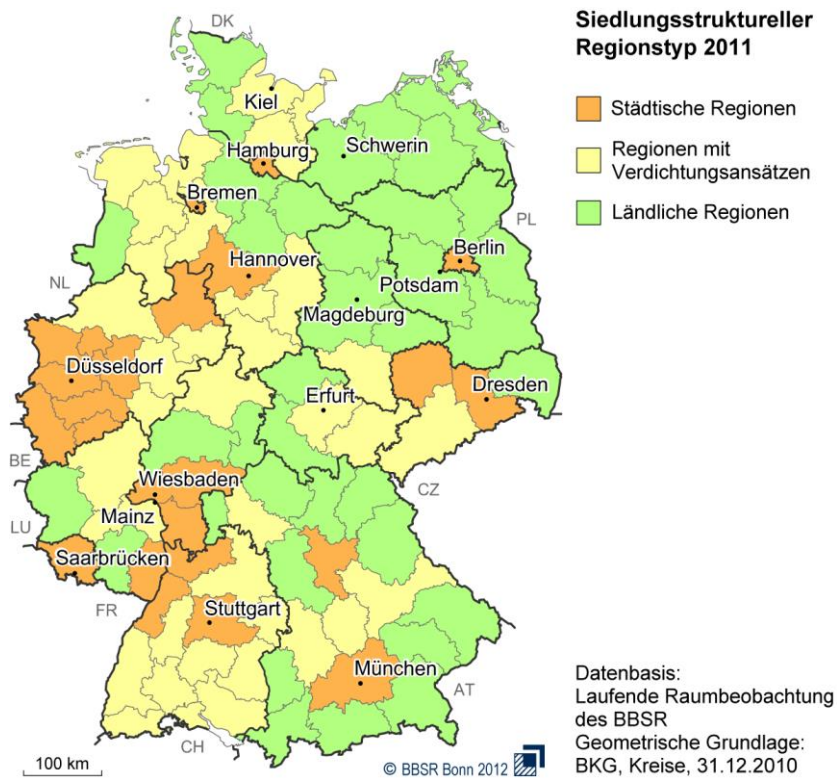 Siedlungsstruktureller
Regionstyp 2011
Städtische Regionen
Regionen mit
Verdichtungsansätzen
Ländliche Regionen
DK
Kiel
Schwerin
Hamburg
Bremen
PL
Berlin
Hannover
NL
Potsdam
Magdeburg
Düsseldorf
Erfurt
Dresden
BE
Wiesbaden
CZ
LU
Mainz
Saarbrücken
FR
Stuttgart
München
AT
CH
100 km
© BBSR Bonn 2012
Datenbasis:
Laufende Raumbeobachtung
des BBSR
Geometrische Grundlage:
BKG, Kreise, 31.12.2010